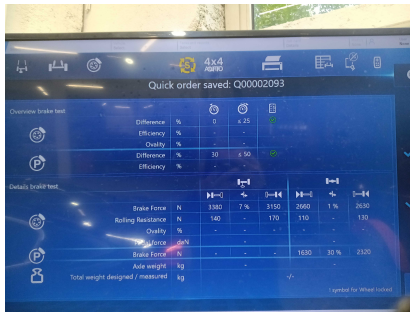 4x4
Quick order saved: Q00002093
Overview brake test
Difference % 0 ≤ 25
Efficiency % - -
Ovality % - -
Difference % 30 ≤ 50
Efficiency % - -
Details brake test
Brake Force N 3380 7 % 3150 2660 1 % 2630
Rolling Resistance N 140 - 170 110 - 130
Ovality % - - - - - -
force daN - - - - - -
Brake Force N - - - 1630 30 % 2320
Axle weight kg - -
Total weight designed / measured kg -/-
! symbol for Wheel locked